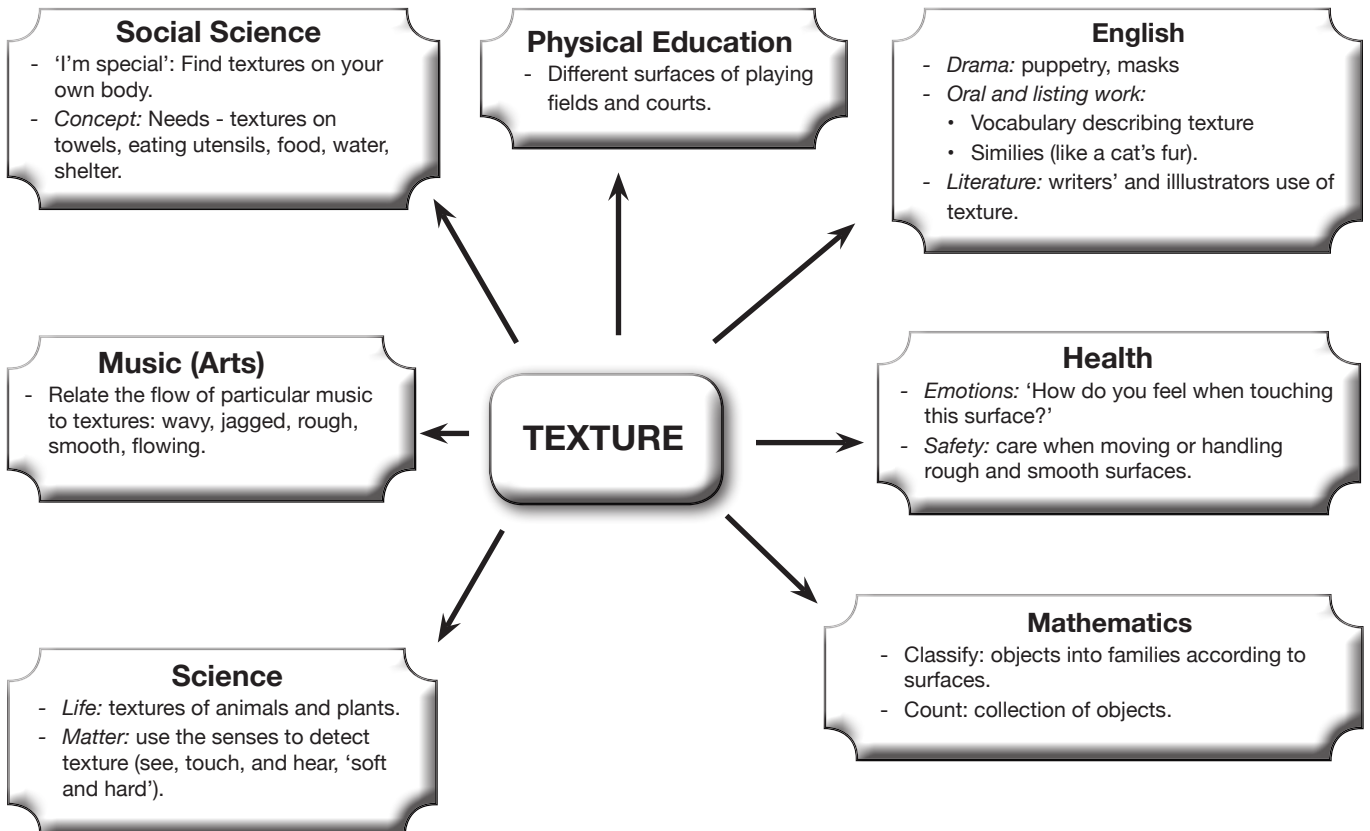 Social Science
- ‘I’m special’: Find textures on your
own body.
- Concept: Needs - textures on
towels, eating utensils, food, water,
shelter.
Physical Education
- Different surfaces of playing
fields and courts.
English
- Drama: puppetry, masks
- Oral and listing work:
• Vocabulary describing texture
• Similies (like a cat’s fur).
- Literature: writers’ and illlustrators use of
texture.
Music (Arts)
- Relate the flow of particular music
to textures: wavy, jagged, rough,
smooth, flowing.
TEXTURE
Health
- Emotions: ‘How do you feel when touching
this surface?’
- Safety: care when moving or handling
rough and smooth surfaces.
Science
- Life: textures of animals and plants.
- Matter: use the senses to detect
texture (see, touch, and hear, ‘soft
and hard’).
Mathematics
- Classify: objects into families according to
surfaces.
- Count: collection of objects.